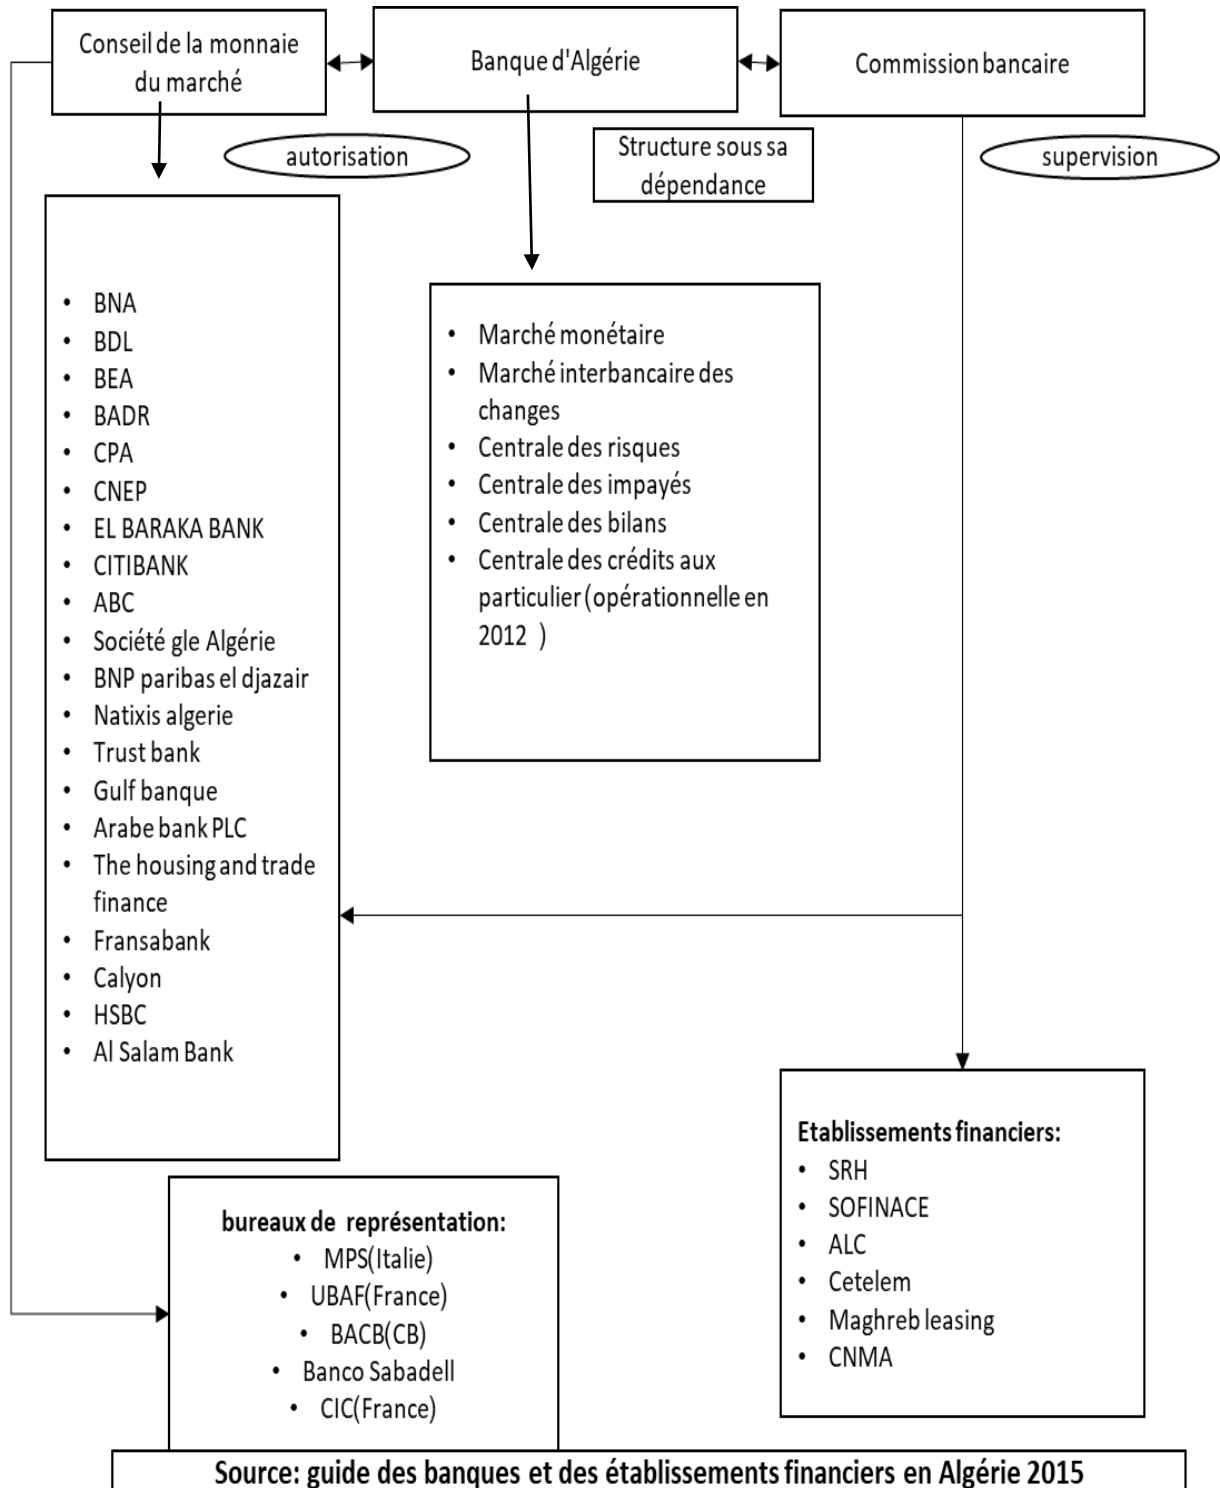 Conseil de la monnaie
du marché
Banque d'Algérie
Commission bancaire
autorisation
Structure sous sa
dépendance
supervision
• BNA
• BDL
• BEA
• BADR
• CPA
• CNEP
• EL BARAKA BANK
• CITIBANK
• ABC
• Société gle Algérie
• BNP paribas el djazair
• Natixis algerie
• Trust bank
• Gulf banque
• Arabe bank PLC
• The housing and trade
finance
• Fransabank
• Calyon
• HSBC
• Al Salam Bank
• Marché monétaire
• Marché interbancaire des
changes
• Centrale des risques
• Centrale des impayés
• Centrale des bilans
• Centrale des crédits aux
particulier (opérationnelle en
2012 )
Etablissements financiers:
• SRH
• SOFINACE
• ALC
• Cetelem
• Maghreb leasing
• CNMA
bureaux de représentation:
• MPS(Italie)
• UBAF(France)
• BACB(CB)
• Banco Sabadell
• CIC(France)
Source: guide des banques et des établissements financiers en Algérie 2015